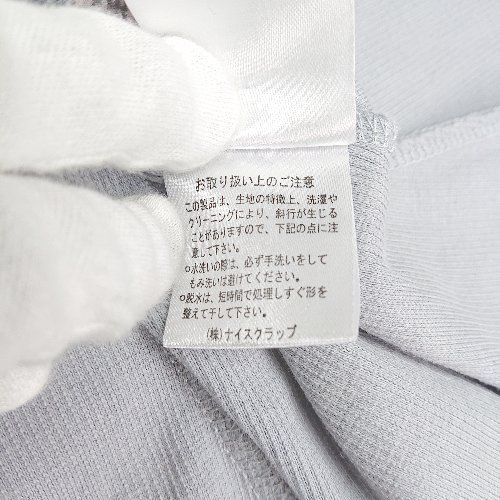 お取り扱い上のご注意
この製品は、生地の特徴上、洗濯や
クリーニングにより、斜行が生じる
ことがありますので、下記の点に注
意して下さい。
○水洗いの際は、必ず手洗いをして
もみ洗いは避けてください。
○脱水は、短時間で処理しすぐ形を
整えて干して下さい。
(株)ナイスクラップ